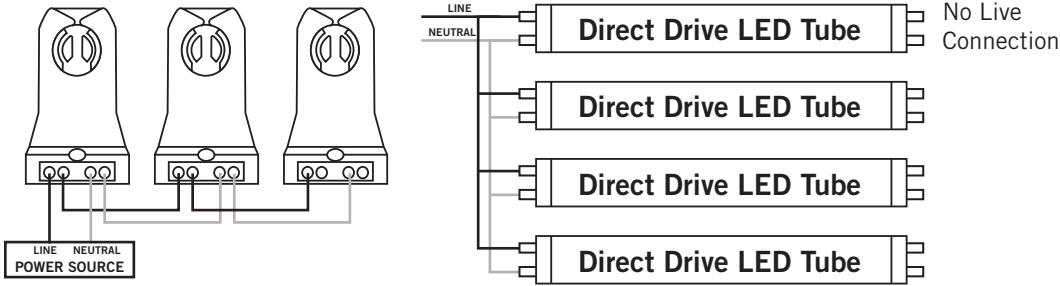 LINE NEUTRAL
POWER SOURCE
LINE
NEUTRAL
Direct Drive LED Tube
No Live
Connection
Direct Drive LED Tube
Direct Drive LED Tube
Direct Drive LED Tube